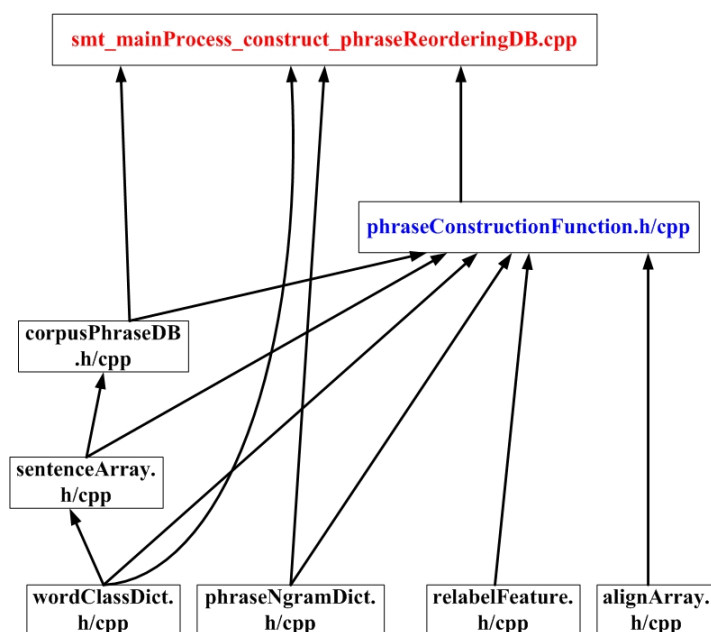 smt_mainProcess_construct_phraseReorderingDB.cpp
phraseConstructionFunction.h/cpp
corpusPhraseDB
.h/cpp
sentenceArray.
h/cpp
wordClassDict.
h/cpp
phraseNgramDict.
h/cpp
relabelFeature.
h/cpp
alignArray.
h/cpp